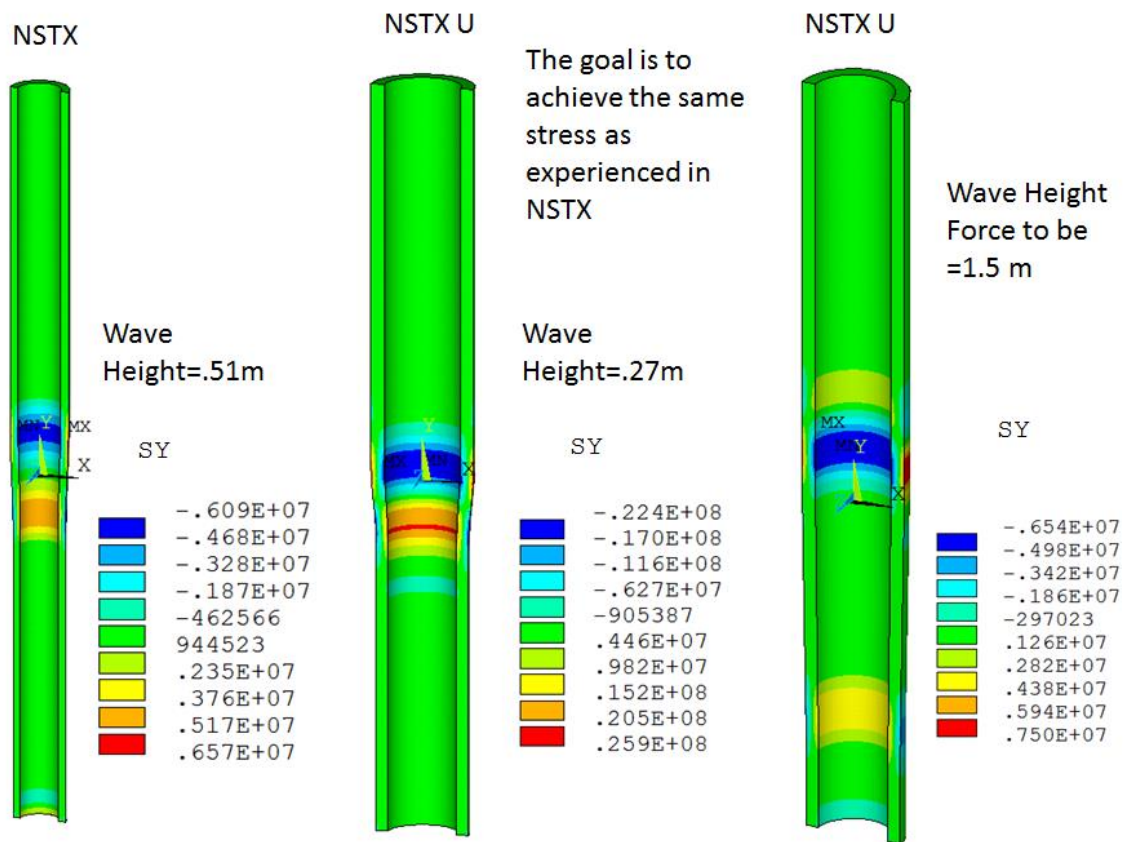 NSTX
NSTX U
NSTX U
The goal is to
achieve the same
stress as
experienced in
NSTX
Wave Height
Force to be
=1.5 m
Wave
Height=.51m
Wave
Height=.27m
MN
Y
MX
X
SY
-.609E+07
-.468E+07
-.328E+07
-.187E+07
-462566
944523
.235E+07
.376E+07
.517E+07
.657E+07
Y
MX
MN
X
SY
-.224E+08
-.170E+08
-.116E+08
-.627E+07
-905387
.446E+07
.982E+07
.152E+08
.205E+08
.259E+08
MX
MN
Y
X
SY
-.654E+07
-.498E+07
-.342E+07
-.186E+07
-297023
.126E+07
.282E+07
.438E+07
.594E+07
.750E+07